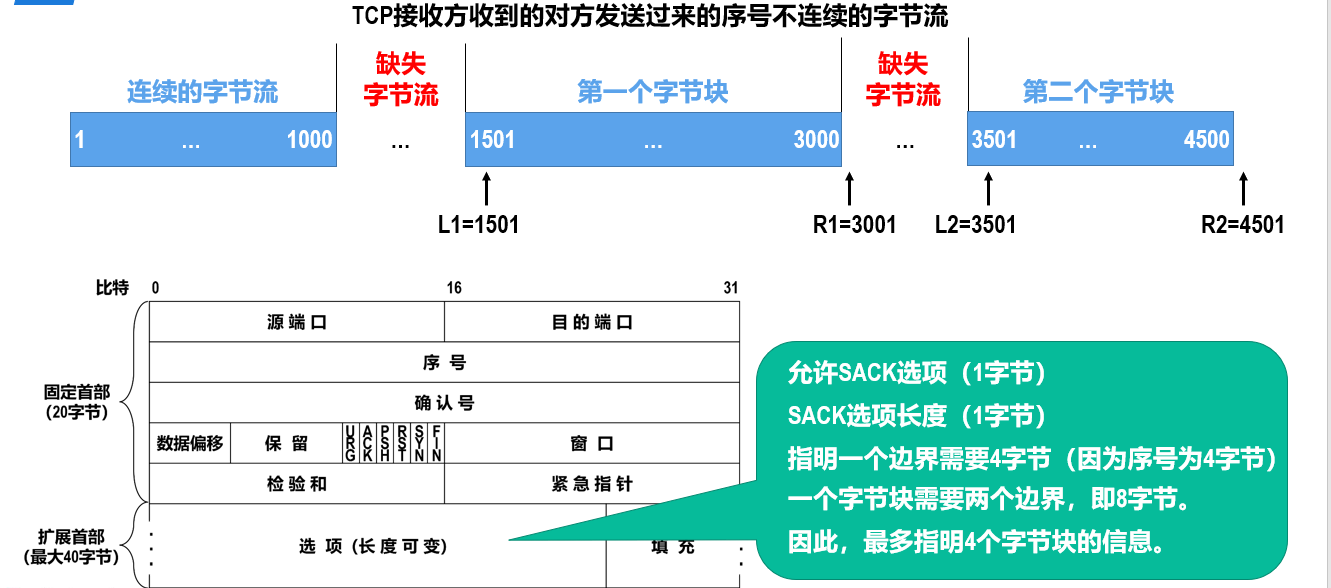 TCP接收方收到的对方发送过来的序号不连续的字节流
连续的字节流
缺失
字节流
第一个字节块
缺失
字节流
第二个字节块
1 ... 1000
...
1501 ... 3000
...
3501 ... 4500
L1=1501
R1=3001
L2=3501
R2=4501
比特 0 16 31
源端口 目的端口
序号
确认号
数据偏移 保留 URG ACK PSH RST SYN FIN 窗口
检验和 紧急指针
选项(长度可变) 填充
固定首部
(20字节)
扩展首部
(最大40字节)
允许SACK选项（1字节）
SACK选项长度（1字节）
指明一个边界需要4字节（因为序号为4字节）
一个字节块需要两个边界，即8字节。
因此，最多指明4个字节块的信息。